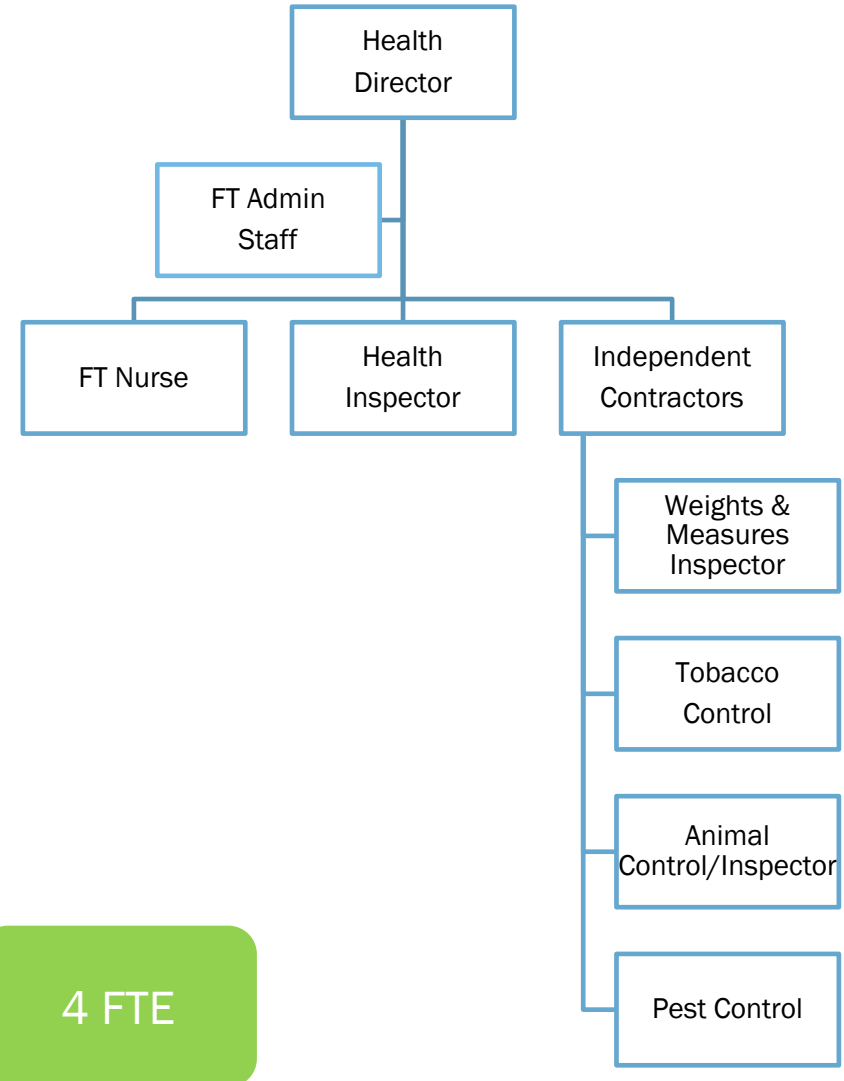 Health
Director
FT Admin
Staff
FT Nurse
Health
Inspector
Independent
Contractors
Weights &
Measures
Inspector
Tobacco
Control
Animal
Control/Inspector
Pest Control
4 FTE